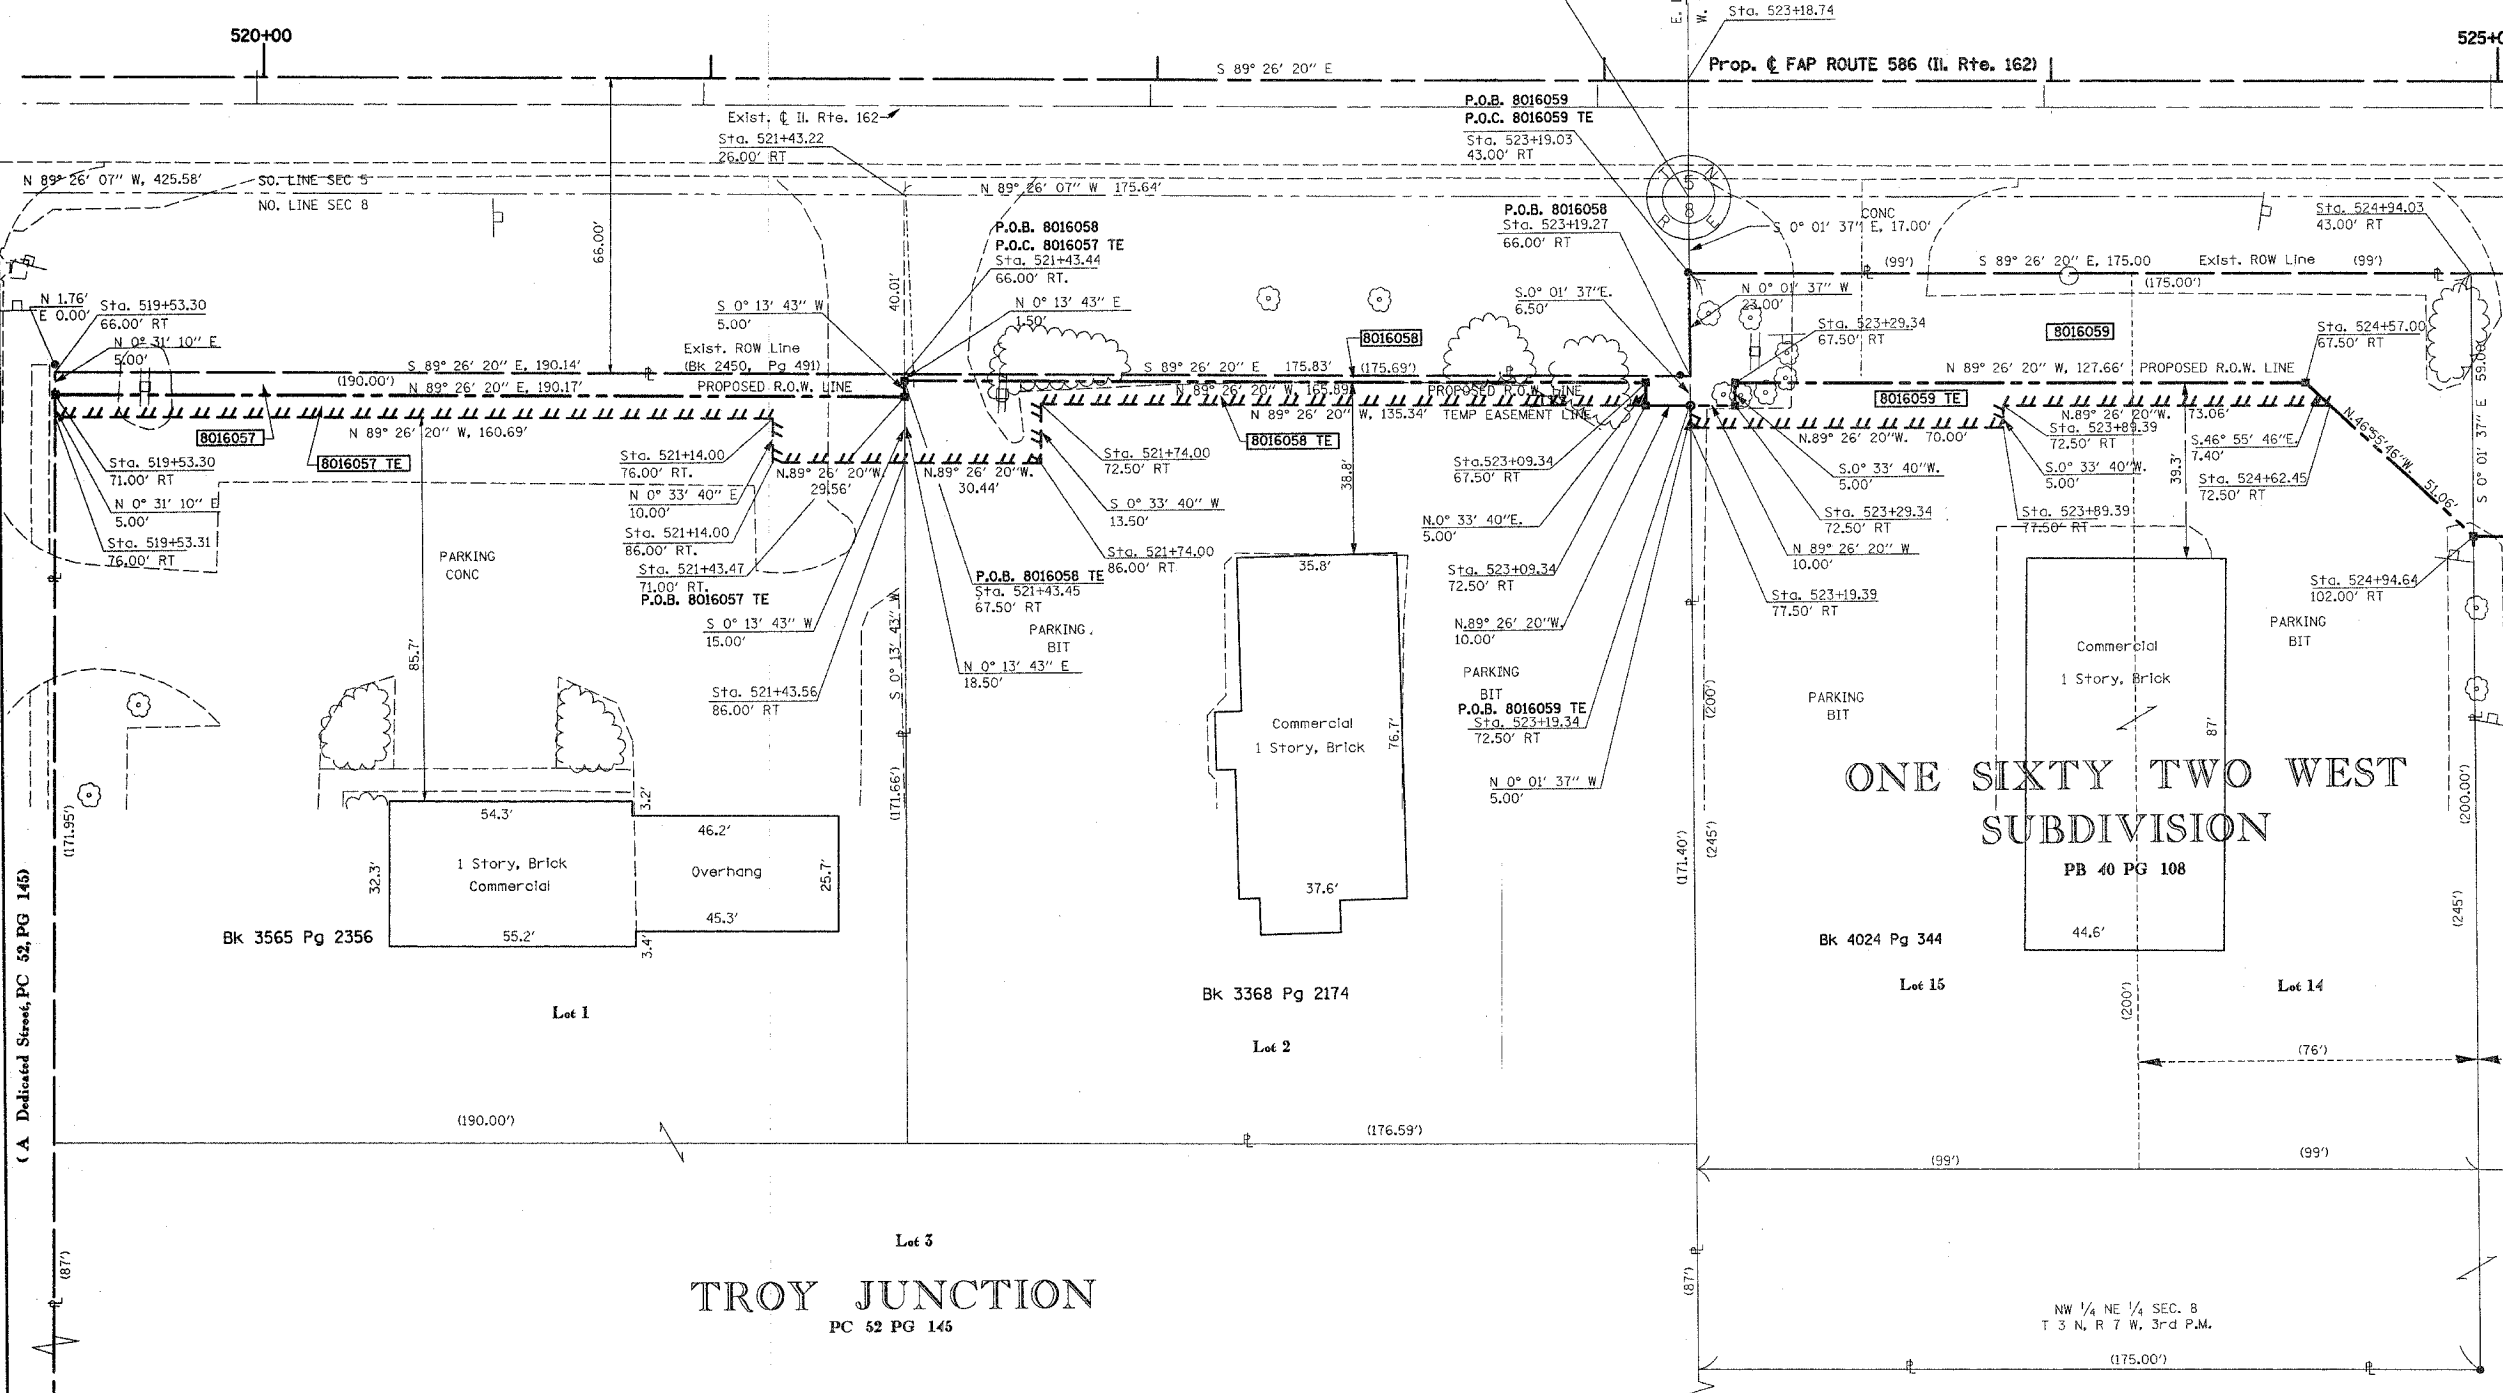 520+00
525+0
Sta. 523+18.74
E.
W.
S 89° 26' 20" E
Prop. ℄ FAP ROUTE 586 (Il. Rte. 162)
Exist. ℄ Il. Rte. 162
Sta. 521+43.22
26.00' RT
P.O.B. 8016059
P.O.C. 8016059 TE
Sta. 523+19.03
43.00' RT
N 89° 26' 07" W, 425.58'
SO. LINE SEC 5
NO. LINE SEC 8
N 89° 26' 07" W 175.64'
66.00'
40.01'
T
N
5
8
R
E
P.O.B. 8016058
P.O.C. 8016057 TE
Sta. 521+43.44
66.00' RT.
P.O.B. 8016058
Sta. 523+19.27
66.00' RT
CONC
S 0° 01' 37" E, 17.00'
Sta. 524+94.03
43.00' RT
(99')
S 89° 26' 20" E, 175.00
Exist. ROW Line
(99')
(175.00')
N 1.76'
E 0.00'
Sta. 519+53.30
66.00' RT
N 0° 31' 10" E
5.00'
S 0° 13' 43" W
5.00'
N 0° 13' 43" E
1.50'
S.0° 01' 37"E.
6.50'
N 0° 01' 37" W
23.00'
Sta. 523+29.34
67.50' RT
8016059
Sta. 524+57.00
67.50' RT
Exist. ROW Line
(Bk 2450, Pg 491)
8016058
S 89° 26' 20" E, 190.14'
(190.00')
N 89° 26' 20" E, 190.17'
PROPOSED R.O.W. LINE
S 89° 26' 20" E 175.83'
(175.69')
N 89° 26' 20" W 165.89'
PROPOSED R.O.W. LINE
N 89° 26' 20" W, 127.66'
PROPOSED R.O.W. LINE
8016059 TE
N 89° 26' 20" W, 135.34'
TEMP EASEMENT LINE
8016058 TE
N 89° 26' 20" W, 160.69'
8016057
8016057 TE
N.89° 26' 20"W. 73.06'
Sta. 523+89.39
72.50' RT
N.89° 26' 20"W. 70.00'
S.46° 55' 46"E.
7.40'
N.46°55'46"W.
51.06'
S 0° 01' 37" E 59.00'
39.3'
Sta. 519+53.30
71.00' RT
N 0° 31' 10" E
5.00'
Sta. 519+53.31
76.00' RT
Sta. 521+14.00
76.00' RT.
N.89° 26' 20"W.
29.56'
N.89° 26' 20"W.
30.44'
Sta. 521+74.00
72.50' RT
N 0° 33' 40" E
10.00'
S 0° 33' 40" W
13.50'
38.8'
Sta.523+09.34
67.50' RT
S.0° 33' 40"W.
5.00'
S.0° 33' 40"W.
5.00'
Sta. 524+62.45
72.50' RT
Sta. 521+14.00
86.00' RT.
Sta. 521+74.00
86.00' RT
N.0° 33' 40"E.
5.00'
Sta. 523+29.34
72.50' RT
Sta. 523+89.39
77.50' RT
PARKING
CONC
Sta. 521+43.47
71.00' RT.
P.O.B. 8016057 TE
P.O.B. 8016058 TE
Sta. 521+43.45
67.50' RT
35.8'
Sta. 523+09.34
72.50' RT
N 89° 26' 20" W
10.00'
Sta. 523+19.39
77.50' RT
Sta. 524+94.64
102.00' RT
S 0° 13' 43" W
15.00'
PARKING
BIT
N.89° 26' 20"W.
10.00'
PARKING
BIT
85.7'
S 0° 13' 43" W
N 0° 13' 43" E
18.50'
Sta. 521+43.56
86.00' RT
PARKING
BIT
P.O.B. 8016059 TE
Sta. 523+19.34
72.50' RT
(200')
PARKING
BIT
Commercial
1 Story, Brick
87'
Commercial
1 Story, Brick
76.7'
N 0° 01' 37" W
5.00'
ONE SIXTY TWO WEST
SUBDIVISION
PB 40 PG 108
(171.95')
(171.66')
(171.40')
(245')
(200.00')
(245')
54.3'
3.2'
46.2'
32.3'
1 Story, Brick
Commercial
Overhang
25.7'
45.3'
55.2'
3.4'
37.6'
44.6'
Bk 3565 Pg 2356
Bk 3368 Pg 2174
Bk 4024 Pg 344
Lot 1
Lot 2
Lot 15
Lot 14
(200')
(76')
(A Dedicated Street, PC 52, PG 145)
(190.00')
(176.59')
(99')
(99')
Lot 3
(87')
(87')
TROY JUNCTION
PC 52 PG 145
NW 1/4 NE 1/4 SEC. 8
T 3 N, R 7 W, 3rd P.M.
(175.00')